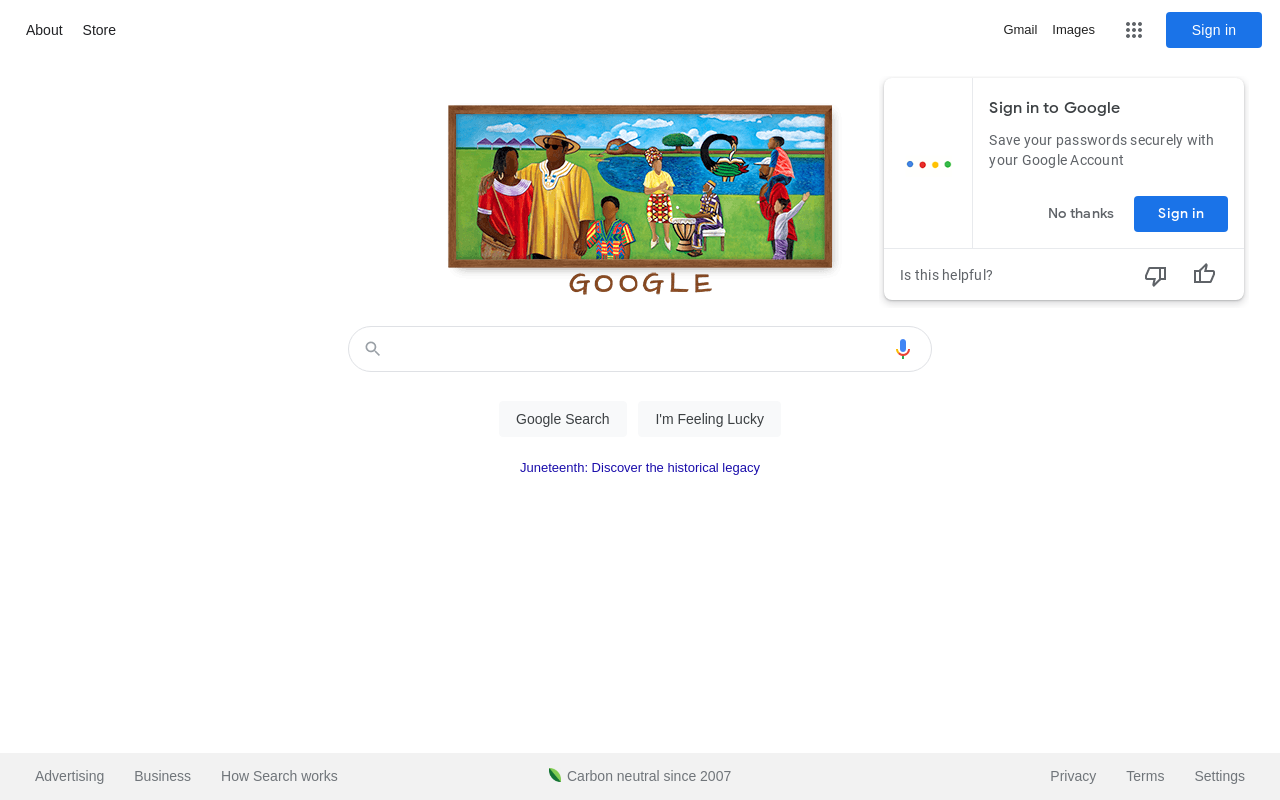 About Store
Gmail Images Sign in
Sign in to Google
Save your passwords securely with
your Google Account
No thanks Sign in
Is this helpful?
GOOGLE
Google Search I'm Feeling Lucky
Juneteenth: Discover the historical legacy
Advertising Business How Search works Carbon neutral since 2007 Privacy Terms Settings